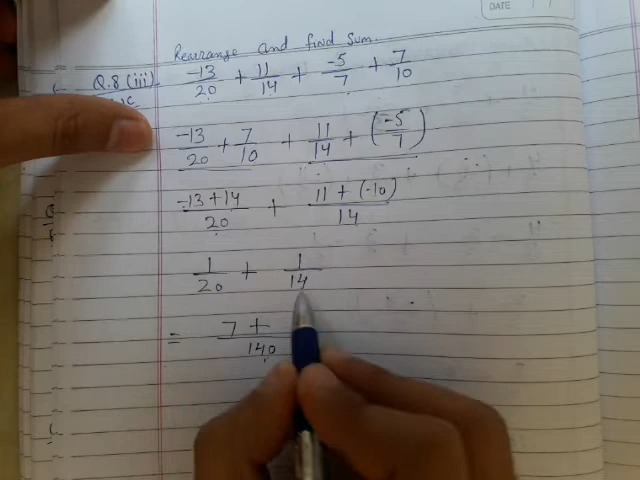 DATE
Rearrange and find Sum.
Q.8 (iii) -13/20 + 11/14 + -5/7 + 7/10
-13/20 + 7/10 + 11/14 + (-5/7)
-13+14/20 + 11+(-10)/14
1/20 + 1/14
= 7 + /140